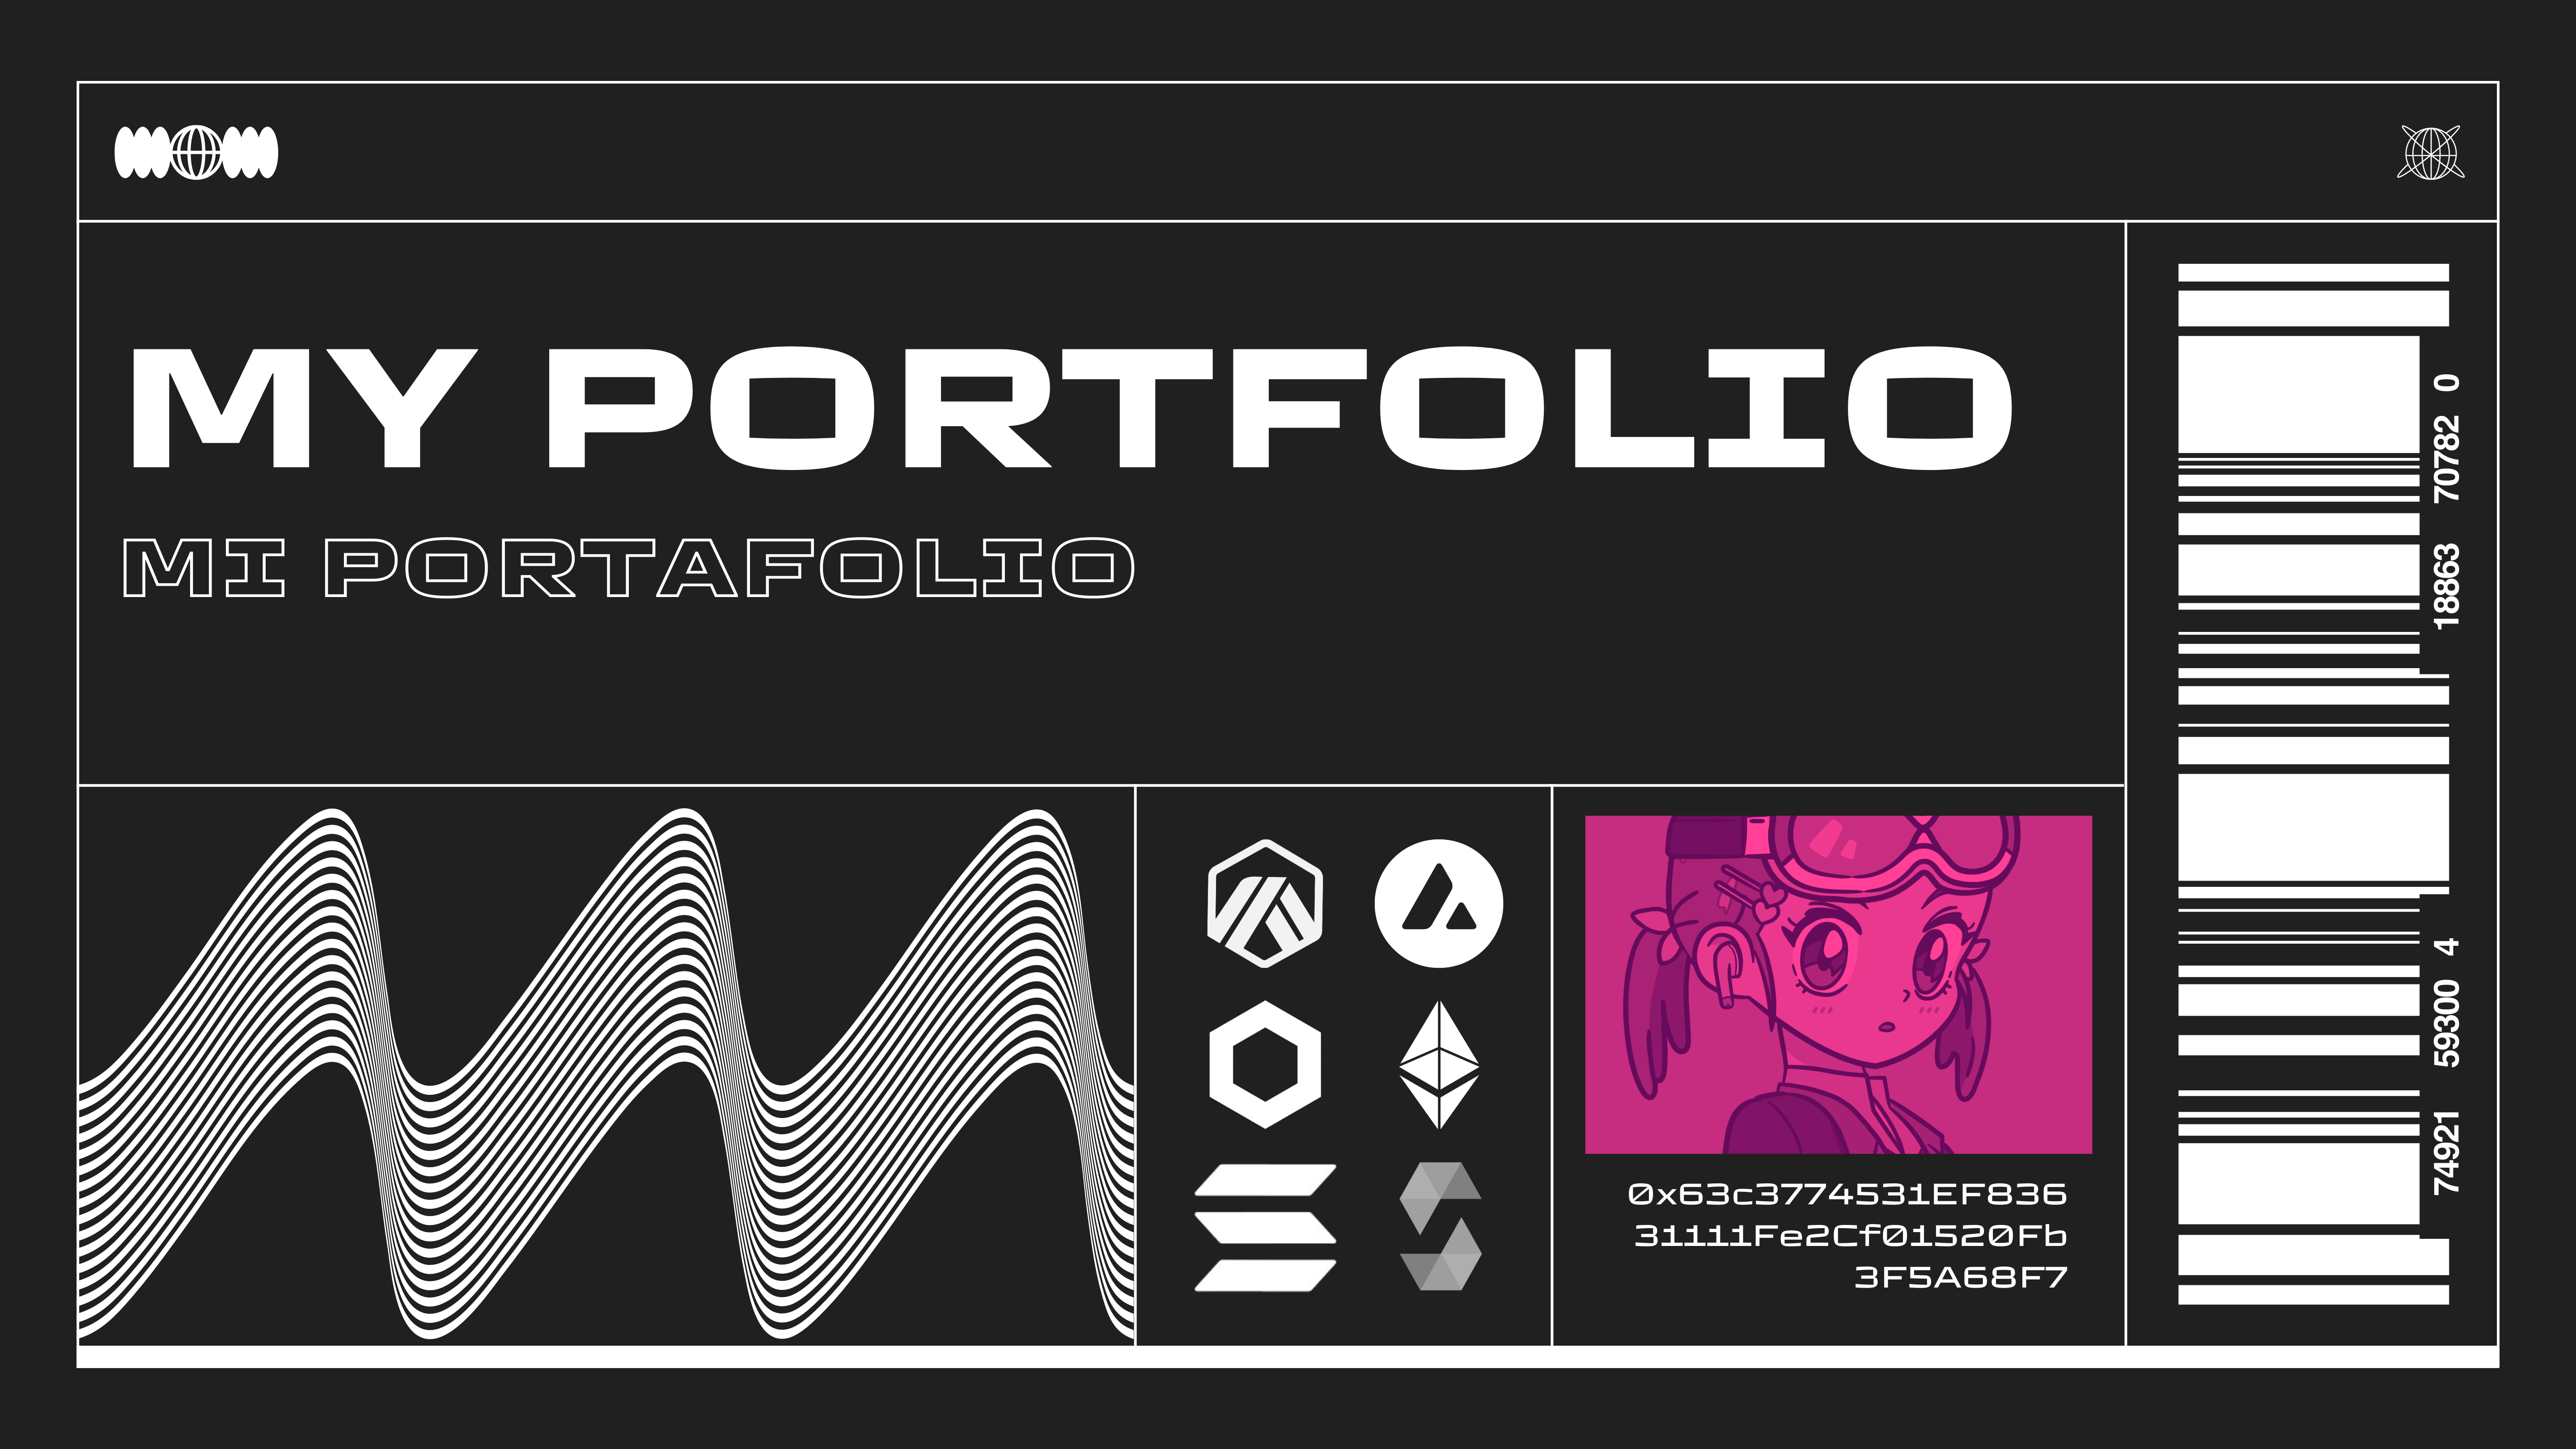 MY PORTFOLIO
MI PORTAFOLIO
0x63c3774531EF836
31111Fe2Cf01520Fb
3F5A68F7
74921 59300 4
18863 70782 0